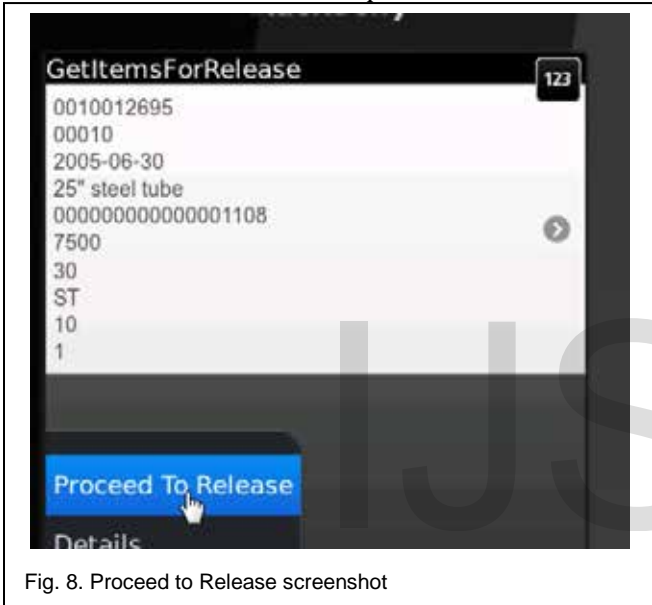 GetItemsForRelease
123
0010012695
00010
2005-06-30
25" steel tube
000000000000001108
7500
30
ST
10
1
IJS
Proceed To Release
Details
Fig. 8. Proceed to Release screenshot